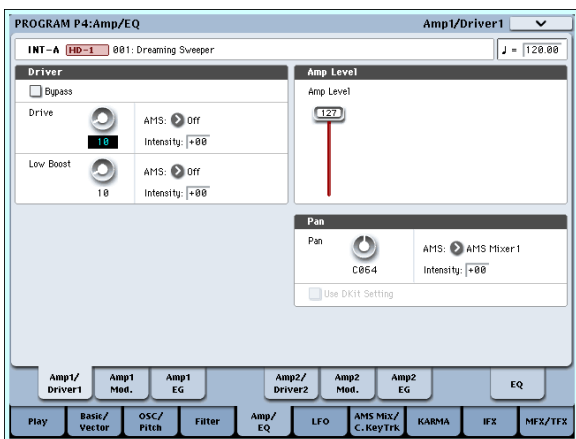 PROGRAM P4:Amp/EQ
Amp1/Driver1
INT-A HD-1 001: Dreaming Sweeper
♩ = 120.00
Driver
Bypass
Drive
10
AMS: Off
Intensity: +00
Low Boost
10
AMS: Off
Intensity: +00
Amp Level
Amp Level
127
Pan
Pan
C064
AMS: AMS Mixer1
Intensity: +00
Use DKit Setting
Amp1/
Driver1
Amp1
Mod.
Amp1
EG
Amp2/
Driver2
Amp2
Mod.
Amp2
EG
EQ
Play
Basic/
Vector
OSC/
Pitch
Filter
Amp/
EQ
LFO
AMS Mix/
C.KeyTrk
KARMA
IFX
MFX/TFX